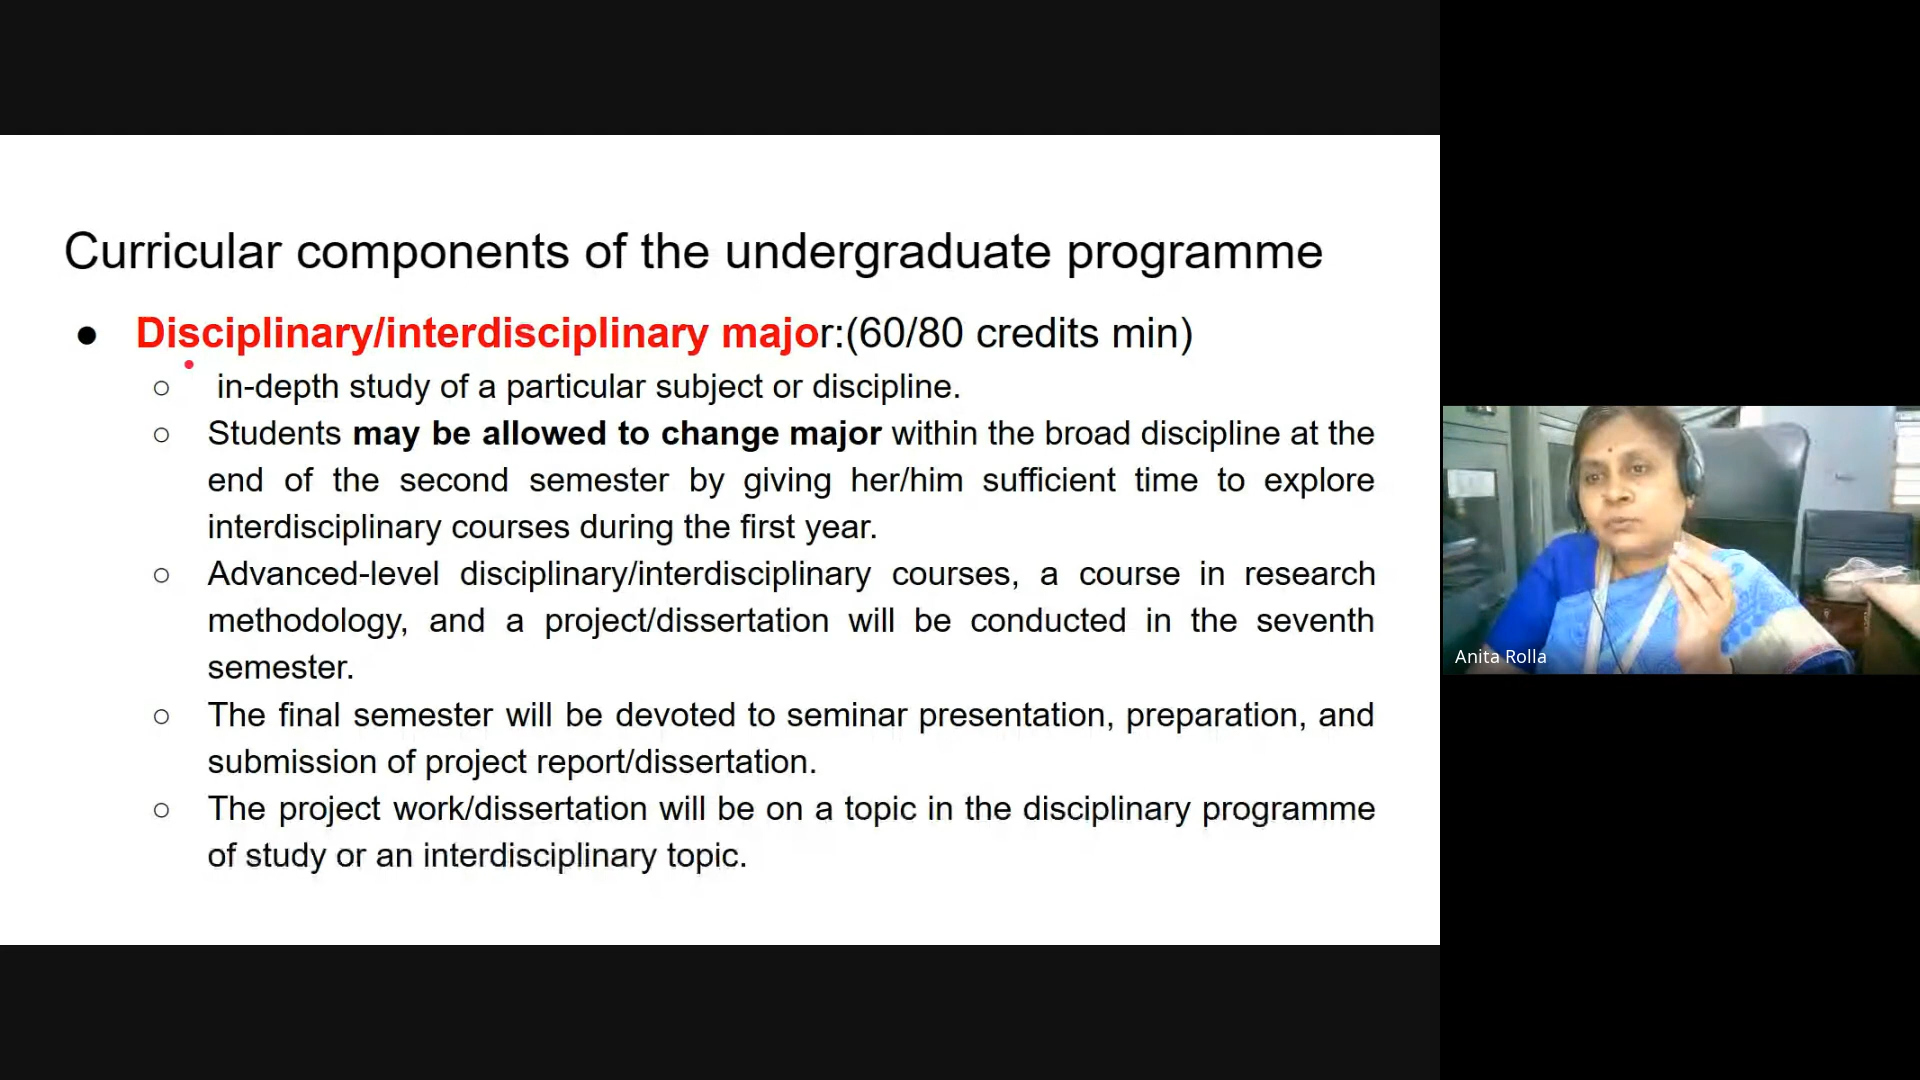 Curricular components of the undergraduate programme
● Disciplinary/interdisciplinary major:(60/80 credits min)
○ in-depth study of a particular subject or discipline.
○ Students may be allowed to change major within the broad discipline at the
end of the second semester by giving her/him sufficient time to explore
interdisciplinary courses during the first year.
○ Advanced-level disciplinary/interdisciplinary courses, a course in research
methodology, and a project/dissertation will be conducted in the seventh
semester.
○ The final semester will be devoted to seminar presentation, preparation, and
submission of project report/dissertation.
○ The project work/dissertation will be on a topic in the disciplinary programme
of study or an interdisciplinary topic.
Anita Rolla